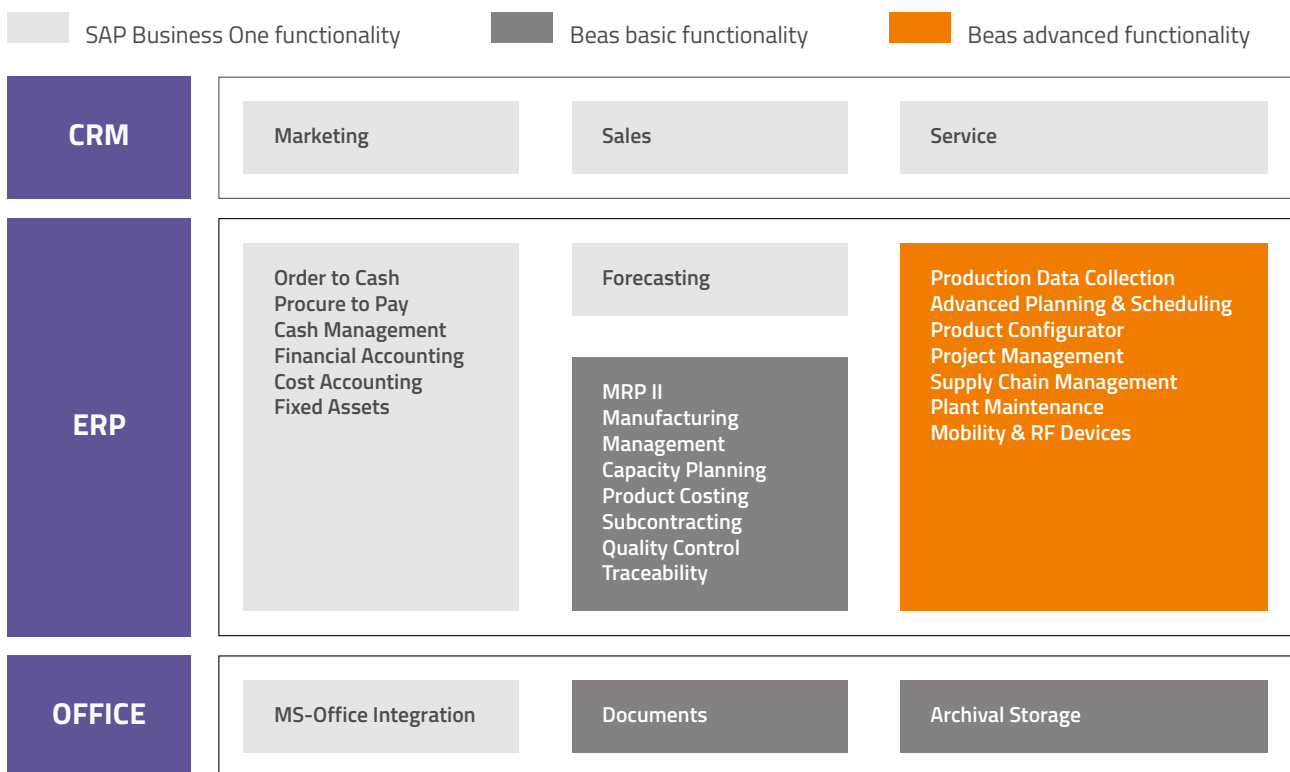 SAP Business One functionality
Beas basic functionality
Beas advanced functionality
CRM
Marketing
Sales
Service
ERP
Order to Cash
Procure to Pay
Cash Management
Financial Accounting
Cost Accounting
Fixed Assets
Forecasting
MRP II
Manufacturing
Management
Capacity Planning
Product Costing
Subcontracting
Quality Control
Traceability
Production Data Collection
Advanced Planning & Scheduling
Product Configurator
Project Management
Supply Chain Management
Plant Maintenance
Mobility & RF Devices
OFFICE
MS-Office Integration
Documents
Archival Storage